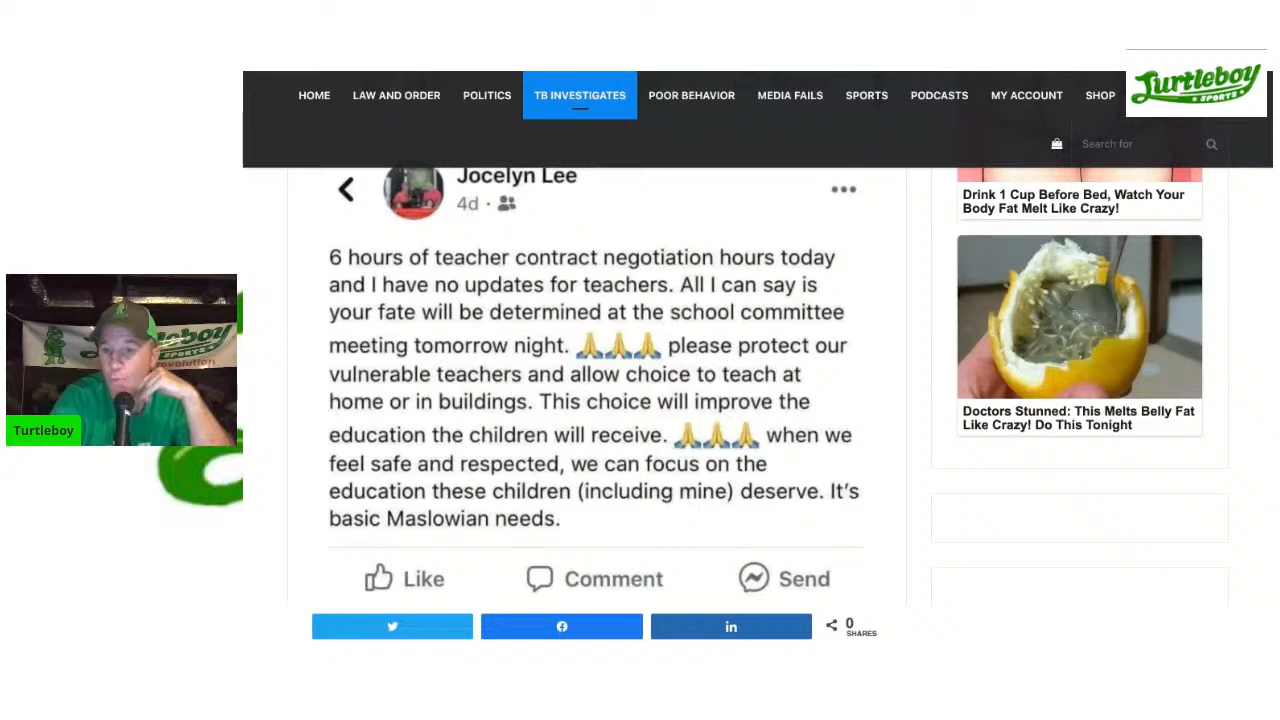 HOME LAW AND ORDER POLITICS TB INVESTIGATES POOR BEHAVIOR MEDIA FAILS SPORTS PODCASTS MY ACCOUNT SHOP
Turtleboy
SPORTS
Search for
Jocelyn Lee
4d
6 hours of teacher contract negotiation hours today
and I have no updates for teachers. All I can say is
your fate will be determined at the school committee
meeting tomorrow night. 🙏🙏🙏 please protect our
vulnerable teachers and allow choice to teach at
home or in buildings. This choice will improve the
education the children will receive. 🙏🙏🙏 when we
feel safe and respected, we can focus on the
education these children (including mine) deserve. It's
basic Maslowian needs.
Like Comment Send
0
SHARES
Drink 1 Cup Before Bed, Watch Your
Body Fat Melt Like Crazy!
Doctors Stunned: This Melts Belly Fat
Like Crazy! Do This Tonight
SPORTS
Turtleboy